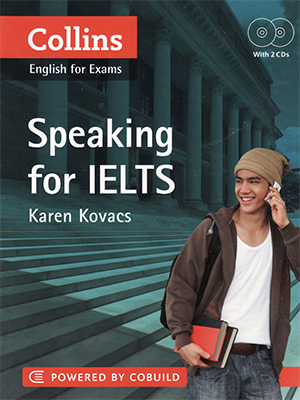 Collins
English for Exams
With 2 CDs
Speaking
for IELTS
Karen Kovacs
POWERED BY COBUILD